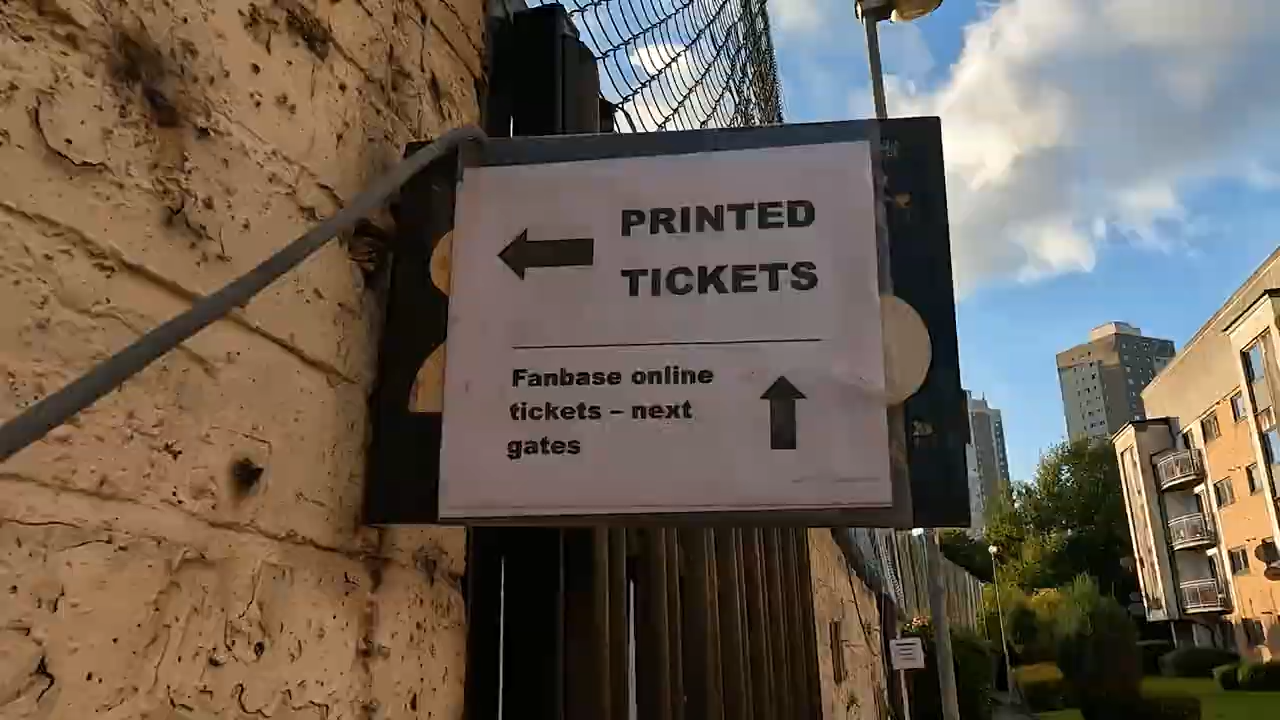 PRINTED
TICKETS
Fanbase online
tickets – next
gates